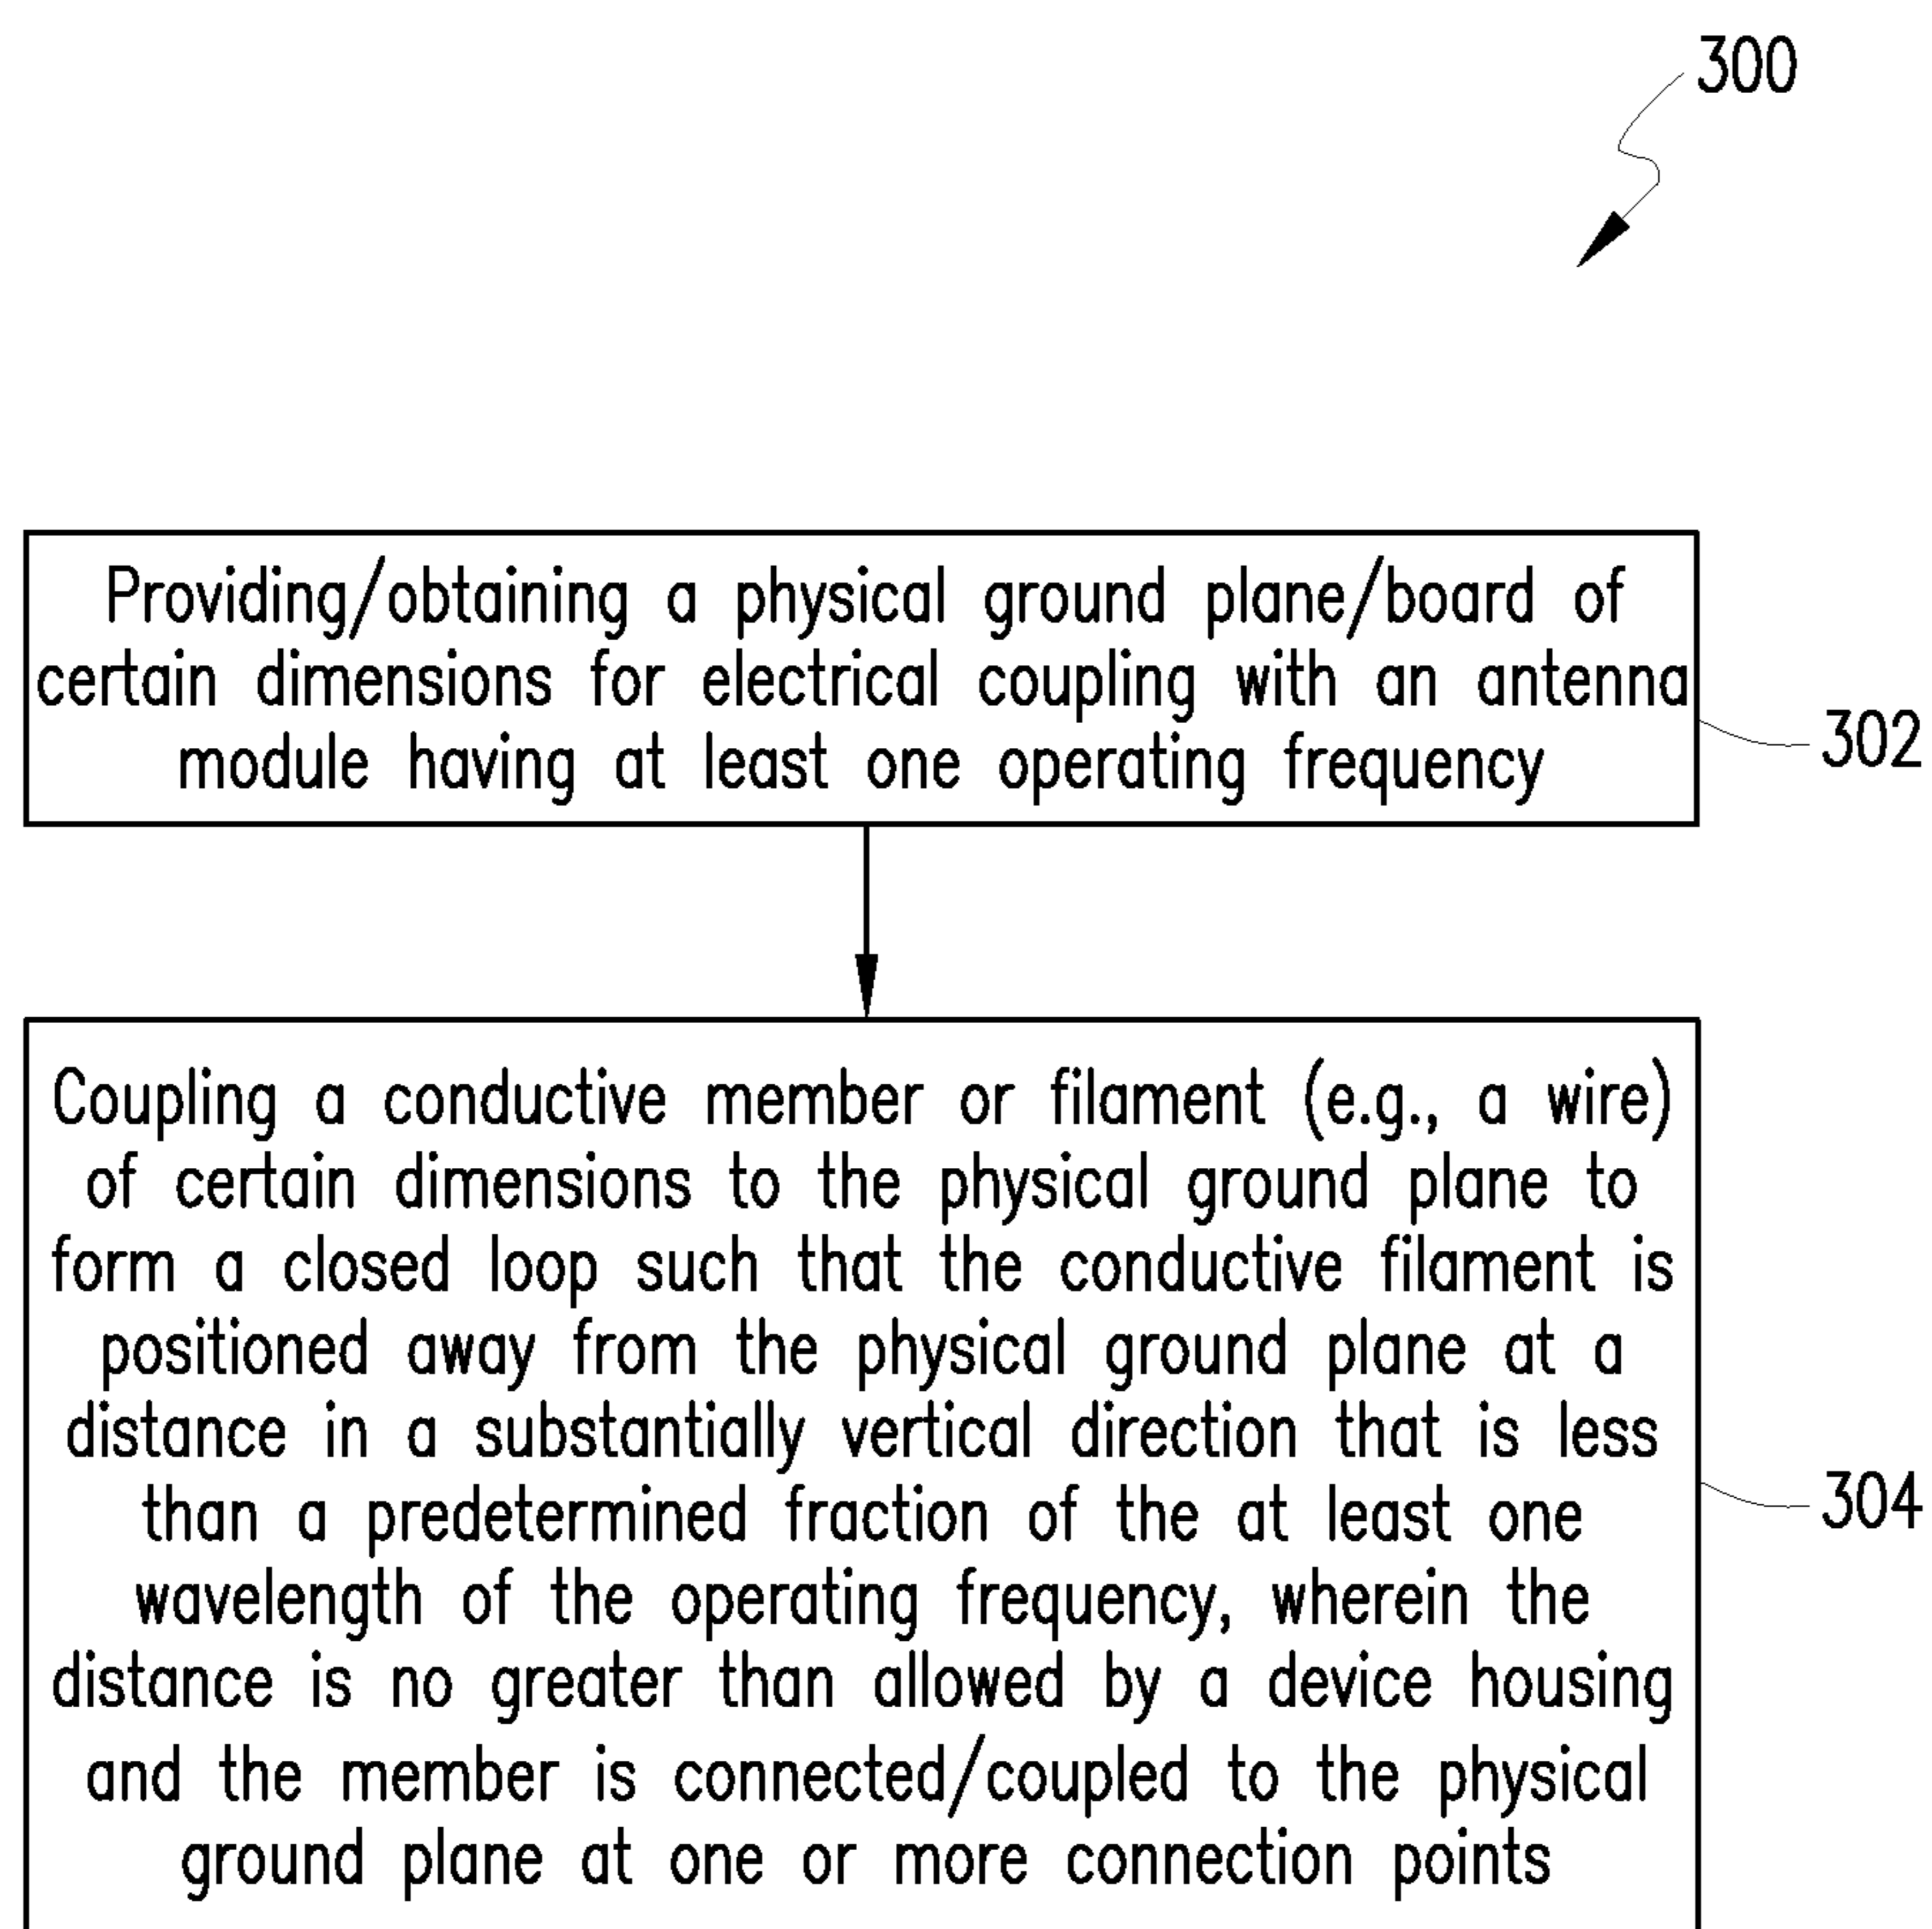 300
Providing/obtaining a physical ground plane/board of
certain dimensions for electrical coupling with an antenna
module having at least one operating frequency
302
Coupling a conductive member or filament (e.g., a wire)
of certain dimensions to the physical ground plane to
form a closed loop such that the conductive filament is
positioned away from the physical ground plane at a
distance in a substantially vertical direction that is less
than a predetermined fraction of the at least one
wavelength of the operating frequency, wherein the
distance is no greater than allowed by a device housing
and the member is connected/coupled to the physical
ground plane at one or more connection points
304